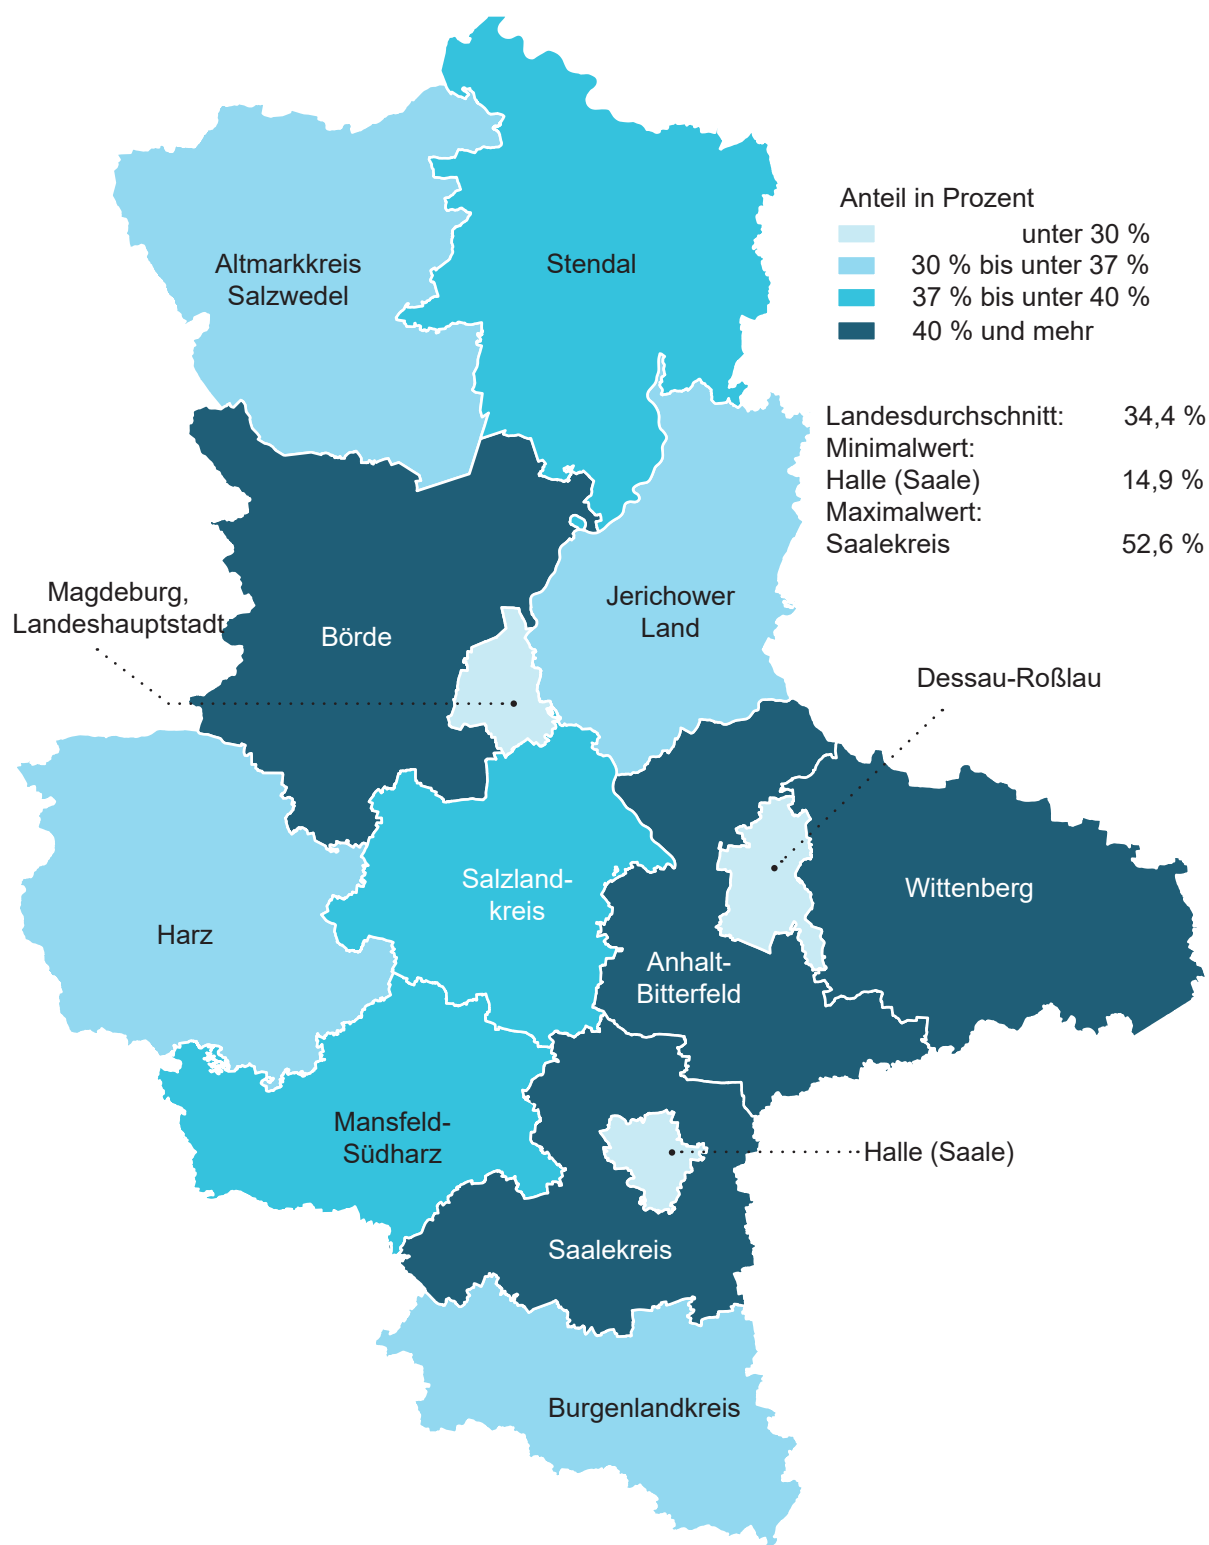 Anteil in Prozent
unter 30 %
30 % bis unter 37 %
37 % bis unter 40 %
40 % und mehr
Landesdurchschnitt: 34,4 %
Minimalwert:
Halle (Saale) 14,9 %
Maximalwert:
Saalekreis 52,6 %
Altmarkkreis
Salzwedel
Stendal
Magdeburg,
Landeshauptstadt
Börde
Jerichower
Land
Dessau-Roßlau
Harz
Salzland-
kreis
Wittenberg
Anhalt-
Bitterfeld
Mansfeld-
Südharz
Halle (Saale)
Saalekreis
Burgenlandkreis